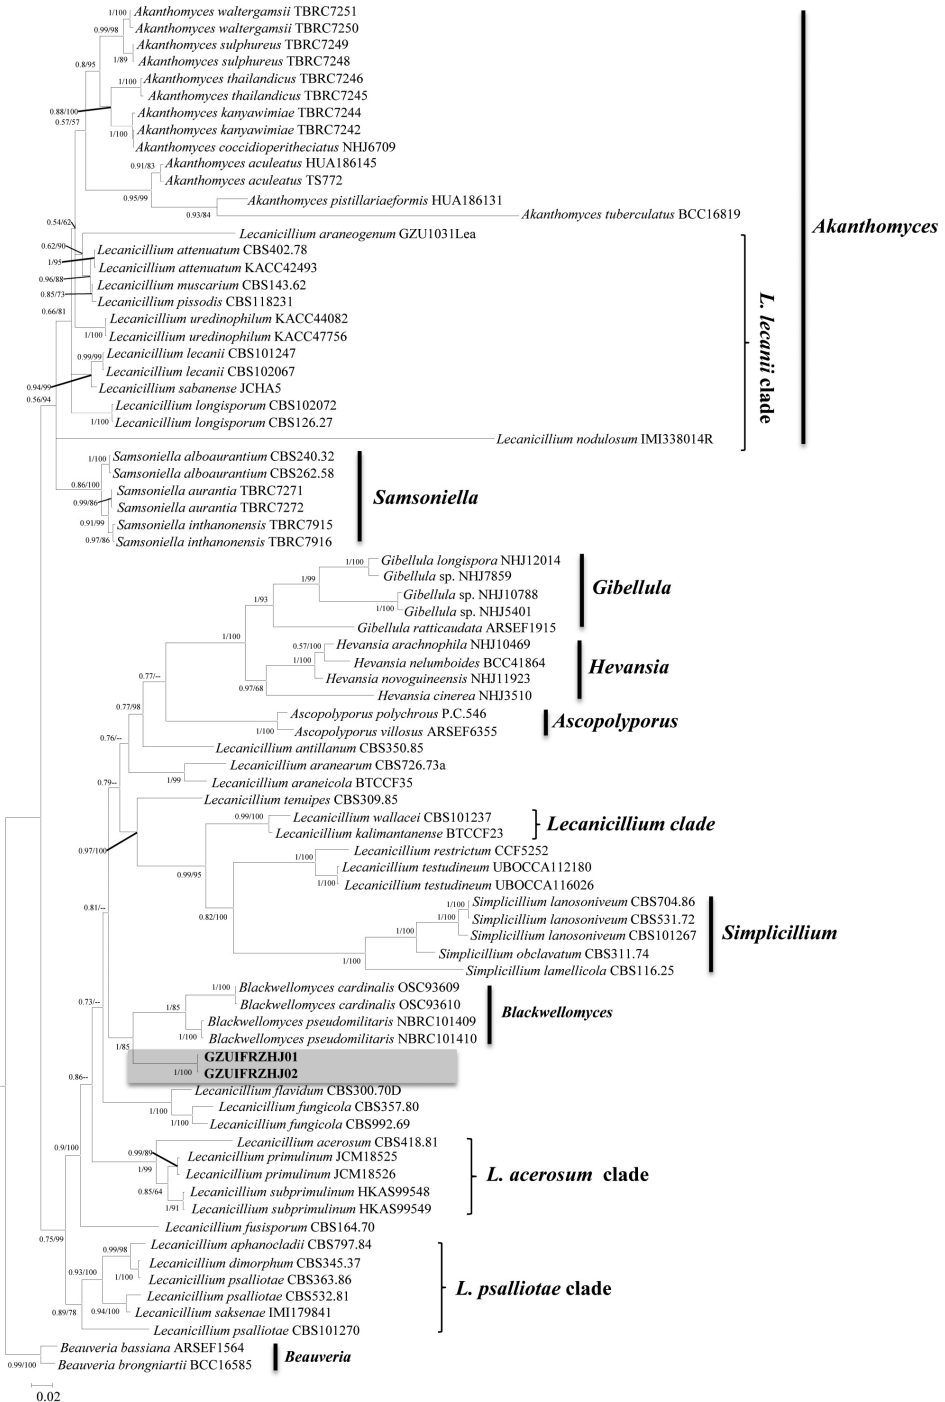 1/100
Akanthomyces waltergamsii TBRC7251
0.99/98
Akanthomyces waltergamsii TBRC7250
Akanthomyces sulphureus TBRC7249
1/89
Akanthomyces sulphureus TBRC7248
0.8/95
1/100
Akanthomyces thailandicus TBRC7246
Akanthomyces thailandicus TBRC7245
0.88/100
Akanthomyces kanyawimiae TBRC7244
0.57/57
1/100
Akanthomyces kanyawimiae TBRC7242
Akanthomyces coccidioperitheciatus NHJ6709
0.91/83
Akanthomyces aculeatus HUA186145
Akanthomyces aculeatus TS772
0.95/99
Akanthomyces pistillariaeformis HUA186131
0.93/84
Akanthomyces tuberculatus BCC16819
Akanthomyces
0.54/62
Lecanicillium araneogenum GZU1031Lea
0.62/90
Lecanicillium attenuatum CBS402.78
1/95
Lecanicillium attenuatum KACC42493
0.96/88
Lecanicillium muscarium CBS143.62
0.85/73
Lecanicillium pissodis CBS118231
0.66/81
Lecanicillium uredinophilum KACC44082
1/100
Lecanicillium uredinophilum KACC47756
0.99/99
Lecanicillium lecanii CBS101247
Lecanicillium lecanii CBS102067
0.94/99
Lecanicillium sabanense JCHA5
0.56/94
Lecanicillium longisporum CBS102072
1/100
Lecanicillium longisporum CBS126.27
Lecanicillium nodulosum IMI338014R
L. lecanii clade
1/100
Samsoniella alboaurantium CBS240.32
Samsoniella alboaurantium CBS262.58
0.86/100
Samsoniella aurantia TBRC7271
0.99/86
Samsoniella aurantia TBRC7272
0.91/99
Samsoniella inthanonensis TBRC7915
0.97/86
Samsoniella inthanonensis TBRC7916
Samsoniella
1/100
Gibellula longispora NHJ12014
1/99
Gibellula sp. NHJ7859
Gibellula sp. NHJ10788
1/100
Gibellula sp. NHJ5401
1/93
Gibellula ratticaudata ARSEF1915
Gibellula
1/100
0.57/100
Hevansia arachnophila NHJ10469
1/100
Hevansia nelumboides BCC41864
Hevansia novoguineensis NHJ11923
0.97/68
Hevansia cinerea NHJ3510
Hevansia
0.77/--
0.77/98
Ascopolyporus polychrous P.C.546
1/100
Ascopolyporus villosus ARSEF6355
Ascopolyporus
0.76/--
Lecanicillium antillanum CBS350.85
Lecanicillium aranearum CBS726.73a
1/99
Lecanicillium araneicola BTCCF35
0.79--
Lecanicillium tenuipes CBS309.85
0.99/100
Lecanicillium wallacei CBS101237
Lecanicillium kalimantanense BTCCF23
Lecanicillium clade
0.97/100
Lecanicillium restrictum CCF5252
1/100
Lecanicillium testudineum UBOCCA112180
0.99/95
1/100
Lecanicillium testudineum UBOCCA116026
0.82/100
1/100
Simplicillium lanosoniveum CBS704.86
1/100
Simplicillium lanosoniveum CBS531.72
1/100
Simplicillium lanosoniveum CBS101267
Simplicillium obclavatum CBS311.74
1/100
Simplicillium lamellicola CBS116.25
Simplicillium
0.81/--
1/100
Blackwellomyces cardinalis OSC93609
0.73/--
1/85
Blackwellomyces cardinalis OSC93610
Blackwellomyces pseudomilitaris NBRC101409
1/100
Blackwellomyces pseudomilitaris NBRC101410
Blackwellomyces
1/85
GZUIFRZHJ01
1/100
GZUIFRZHJ02
0.86--
Lecanicillium flavidum CBS300.70D
1/100
Lecanicillium fungicola CBS357.80
1/100
Lecanicillium fungicola CBS992.69
Lecanicillium acerosum CBS418.81
0.9/100
0.99/89
Lecanicillium primulinum JCM18525
1/99
Lecanicillium primulinum JCM18526
0.85/64
Lecanicillium subprimulinum HKAS99548
1/91
Lecanicillium subprimulinum HKAS99549
L. acerosum clade
Lecanicillium fusisporum CBS164.70
0.75/99
0.99/98
Lecanicillium aphanocladii CBS797.84
Lecanicillium dimorphum CBS345.37
0.93/100
1/100
Lecanicillium psalliotae CBS363.86
Lecanicillium psalliotae CBS532.81
0.89/78
0.94/100
Lecanicillium saksenae IMI179841
Lecanicillium psalliotae CBS101270
L. psalliotae clade
Beauveria bassiana ARSEF1564
0.99/100
Beauveria brongniartii BCC16585
Beauveria
0.02